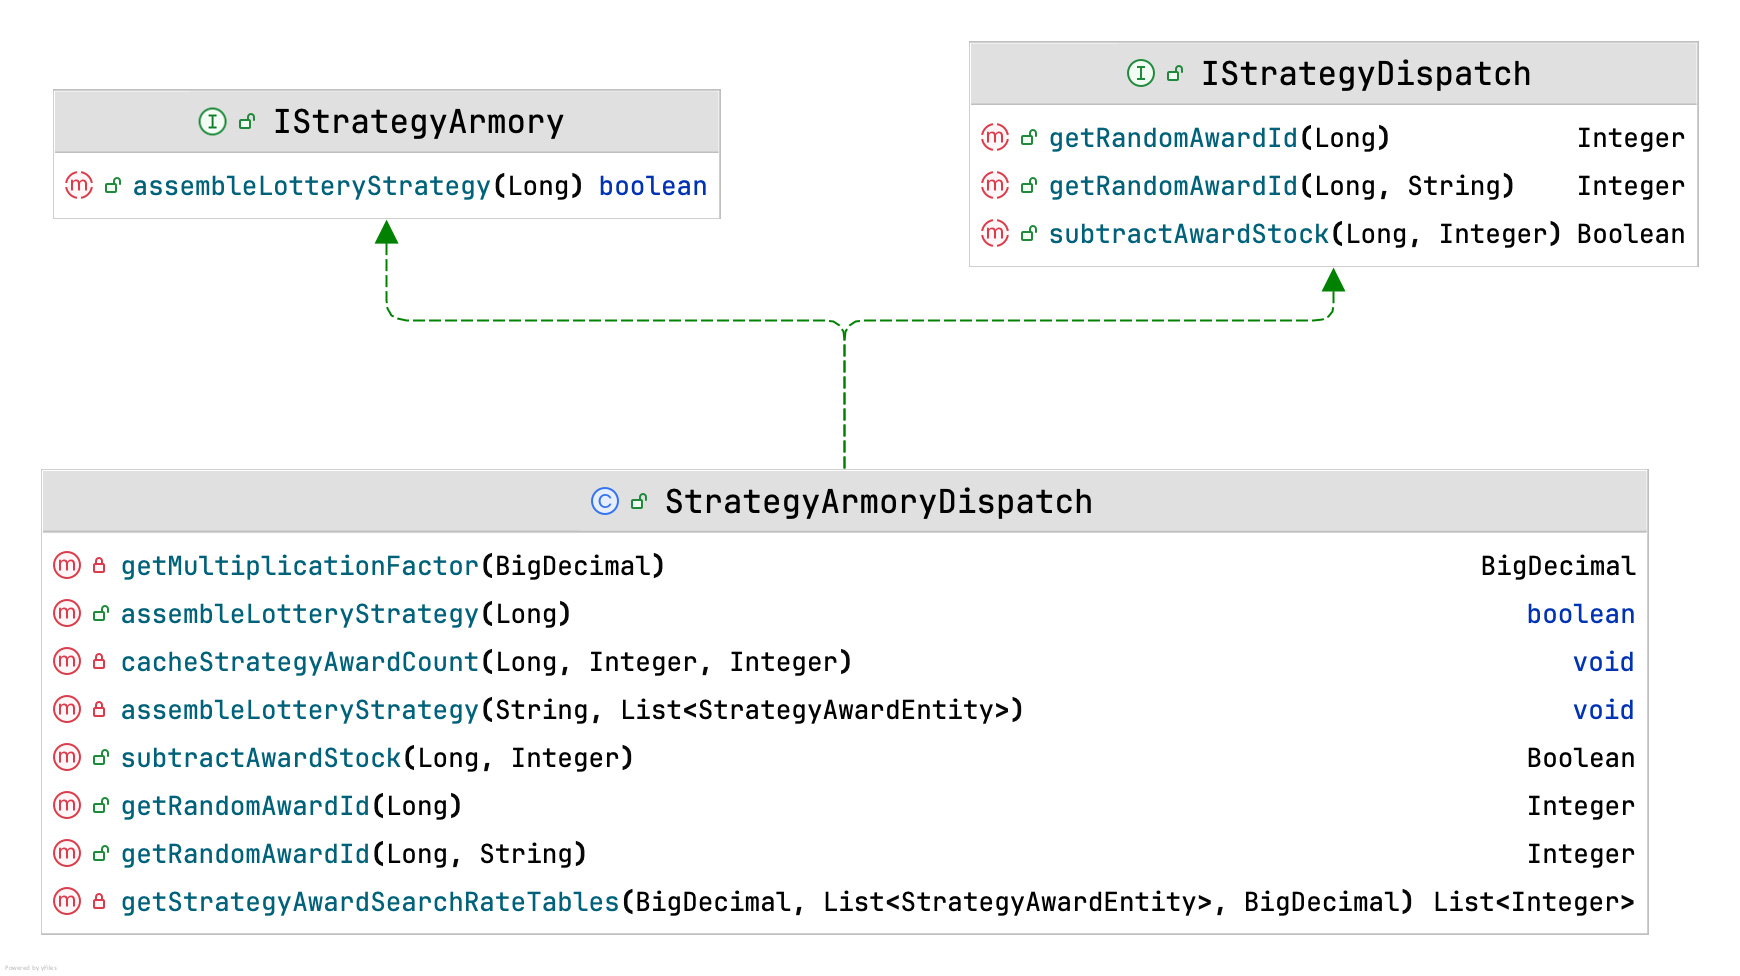 IStrategyArmory
assembleLotteryStrategy(Long) boolean
IStrategyDispatch
getRandomAwardId(Long) Integer
getRandomAwardId(Long, String) Integer
subtractAwardStock(Long, Integer) Boolean
StrategyArmoryDispatch
getMultiplicationFactor(BigDecimal) BigDecimal
assembleLotteryStrategy(Long) boolean
cacheStrategyAwardCount(Long, Integer, Integer) void
assembleLotteryStrategy(String, List<StrategyAwardEntity>) void
subtractAwardStock(Long, Integer) Boolean
getRandomAwardId(Long) Integer
getRandomAwardId(Long, String) Integer
getStrategyAwardSearchRateTables(BigDecimal, List<StrategyAwardEntity>, BigDecimal) List<Integer>
Powered by yFiles